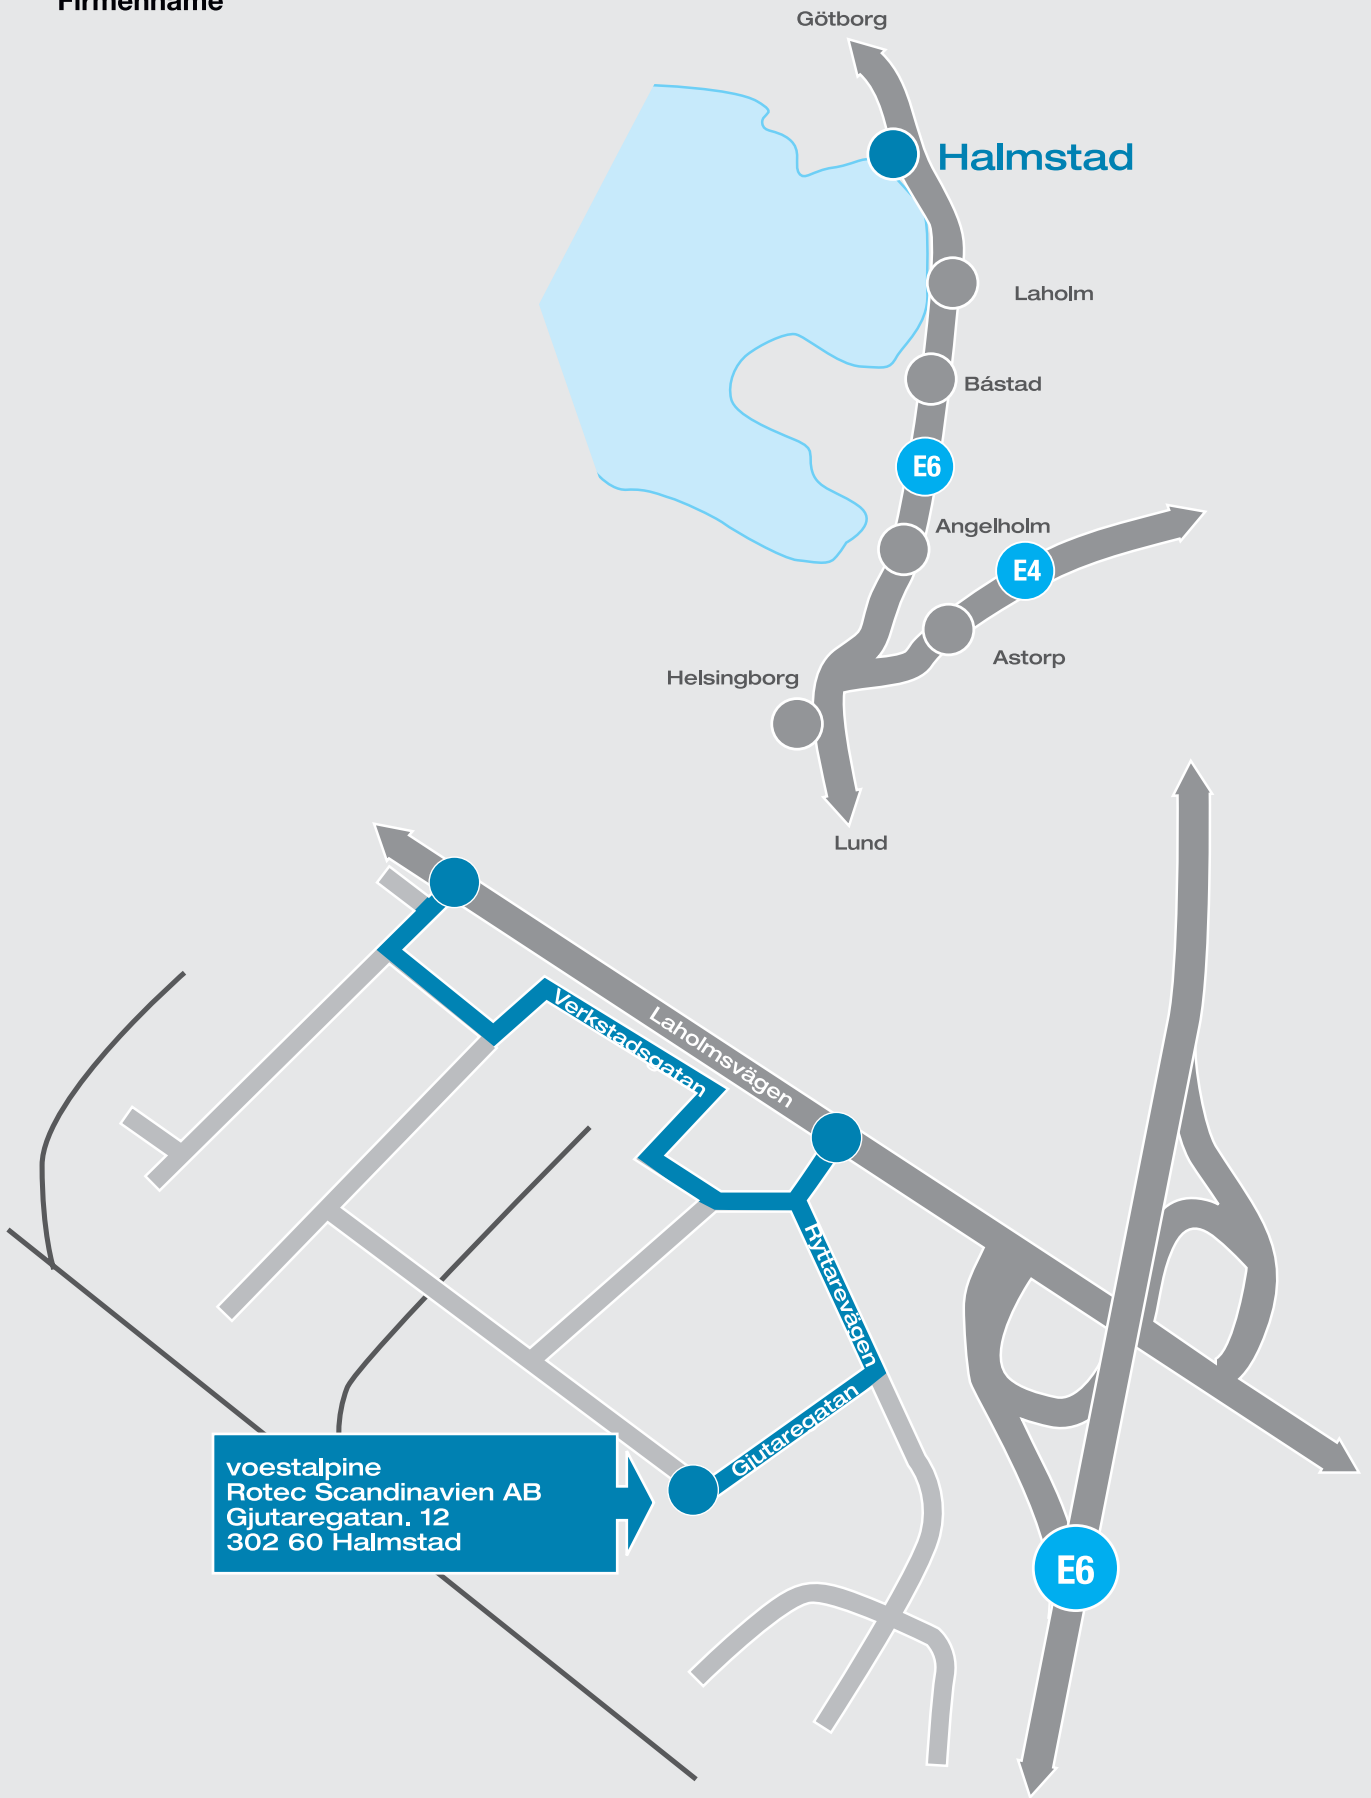 Firmenname
Götborg
Halmstad
Laholm
Bástad
E6
Angelholm
E4
Astorp
Helsingborg
Lund
Verkstadsgatan
Laholmsvägen
Ryttarevägen
Gjutaregatan
voestalpine
Rotec Scandinavien AB
Gjutaregatan. 12
302 60 Halmstad
E6